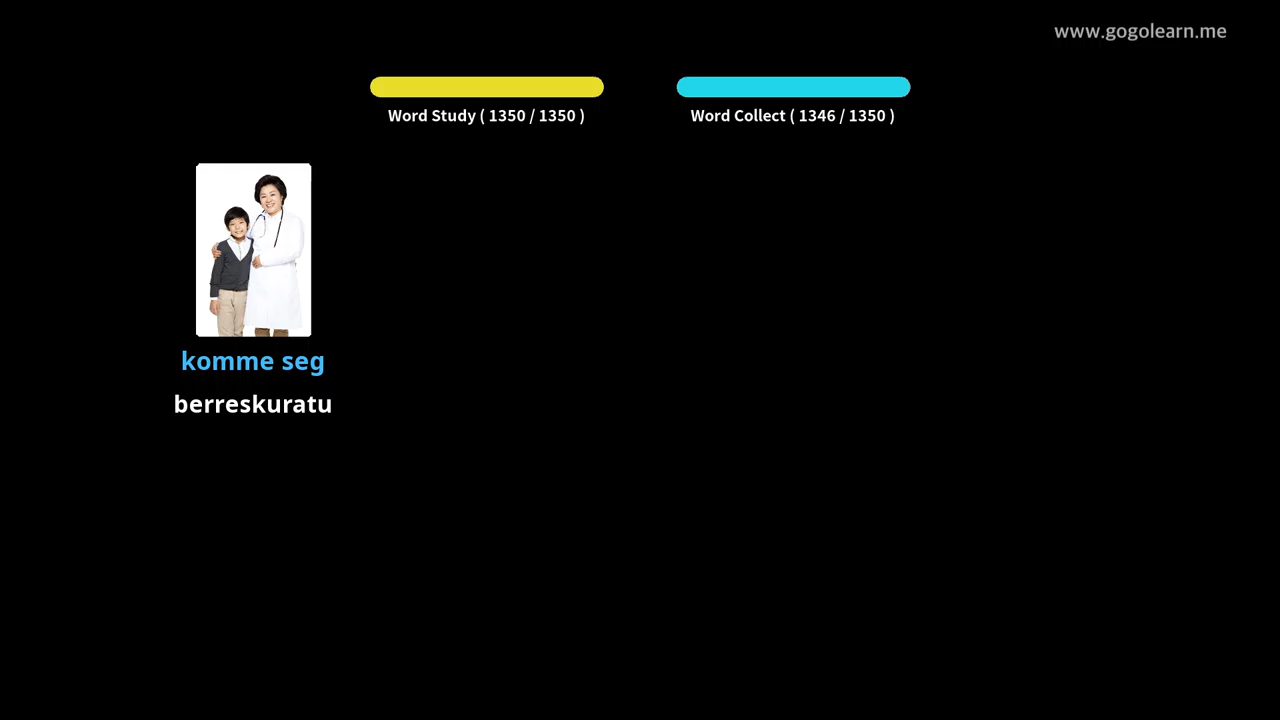 www.gogolearn.me
Word Study ( 1350 / 1350 )
Word Collect ( 1346 / 1350 )
komme seg
berreskuratu